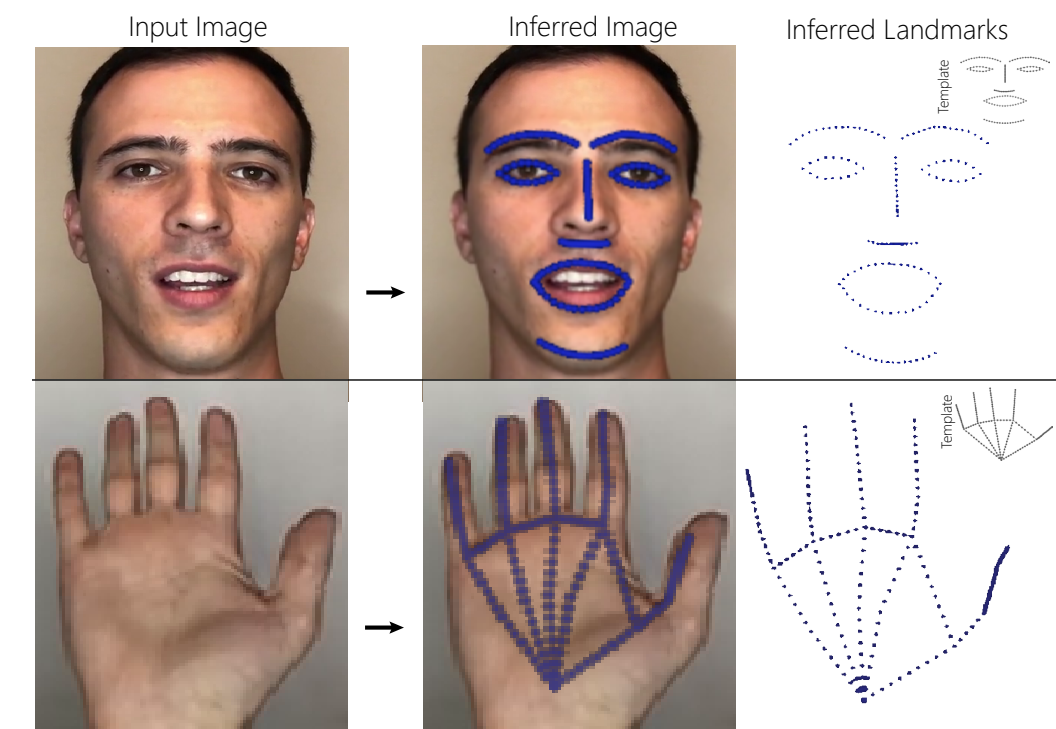 Input Image
Inferred Image
Inferred Landmarks
Template
Template